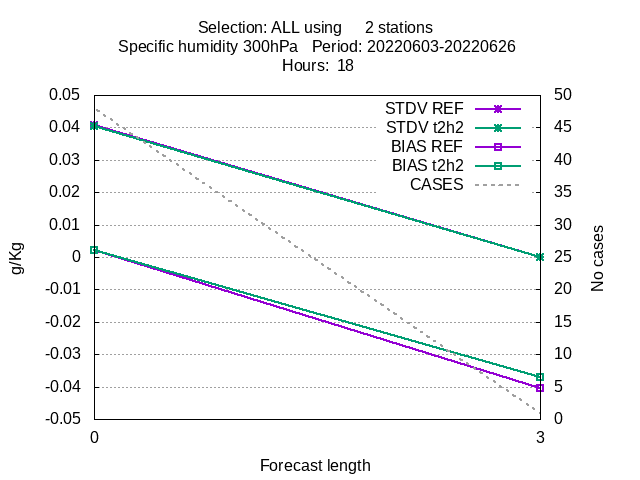 Selection: ALL using     2 stations
Specific humidity 300hPa   Period: 20220603-20220626
Hours:  18
0.05
0.04
0.03
0.02
0.01
0
-0.01
-0.02
-0.03
-0.04
-0.05
g/Kg
STDV REF
STDV t2h2
BIAS REF
BIAS t2h2
CASES
50
45
40
35
30
25
20
15
10
5
0
No cases
0
3
Forecast length